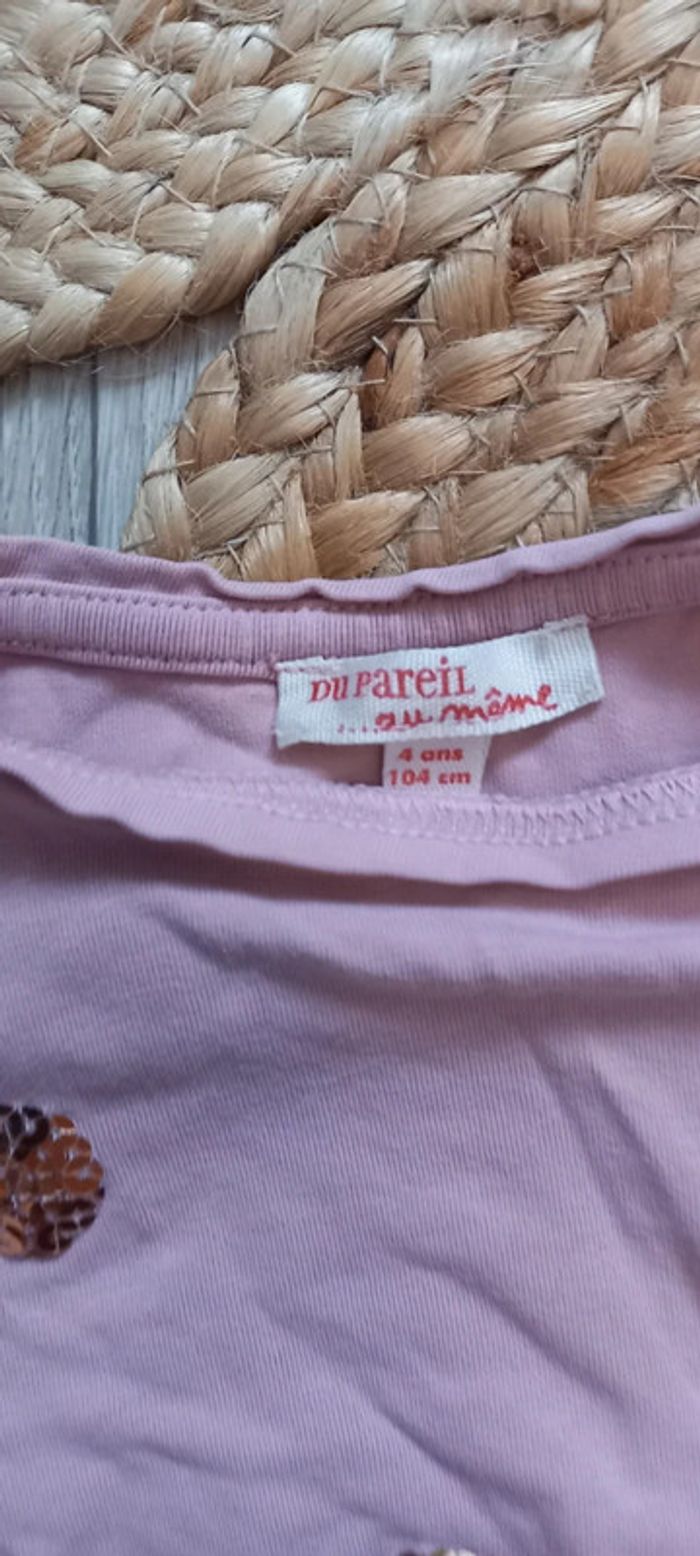 DU PAREIL
...au même
4 ans
104 cm